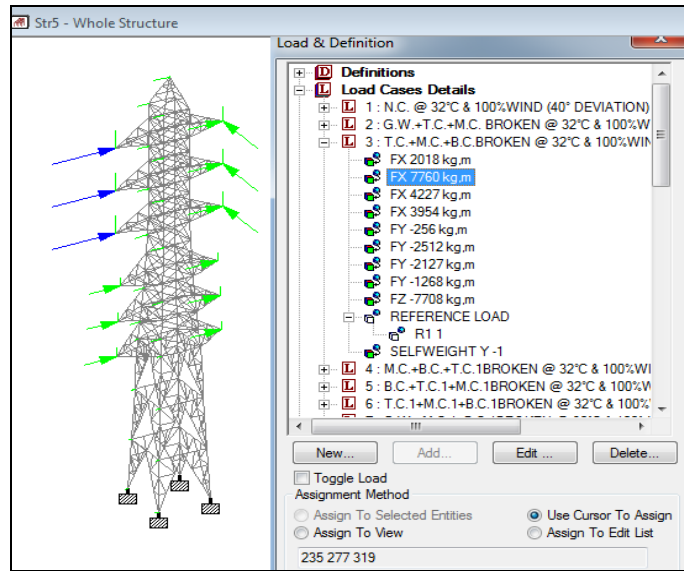 Str5 - Whole Structure
Load & Definition
Definitions
Load Cases Details
1 : N.C. @ 32°C & 100%WIND (40° DEVIATION)
2 : G.W.+T.C.+M.C. BROKEN @ 32°C & 100%W
3 : T.C.+M.C.+B.C.BROKEN @ 32°C & 100%WIN
FX 2018 kg,m
FX 7760 kg,m
FX 4227 kg,m
FX 3954 kg,m
FY -256 kg,m
FY -2512 kg,m
FY -2127 kg,m
FY -1268 kg,m
FZ -7708 kg,m
REFERENCE LOAD
R1 1
SELFWEIGHT Y -1
4 : M.C.+B.C.+T.C.1BROKEN @ 32°C & 100%WI
5 : B.C.+T.C.1+M.C.1BROKEN @ 32°C & 100%W
6 : T.C.1+M.C.1+B.C.1BROKEN @ 32°C & 100%'
New... Add... Edit ... Delete...
Toggle Load
Assignment Method
Assign To Selected Entities Use Cursor To Assign
Assign To View Assign To Edit List
235 277 319